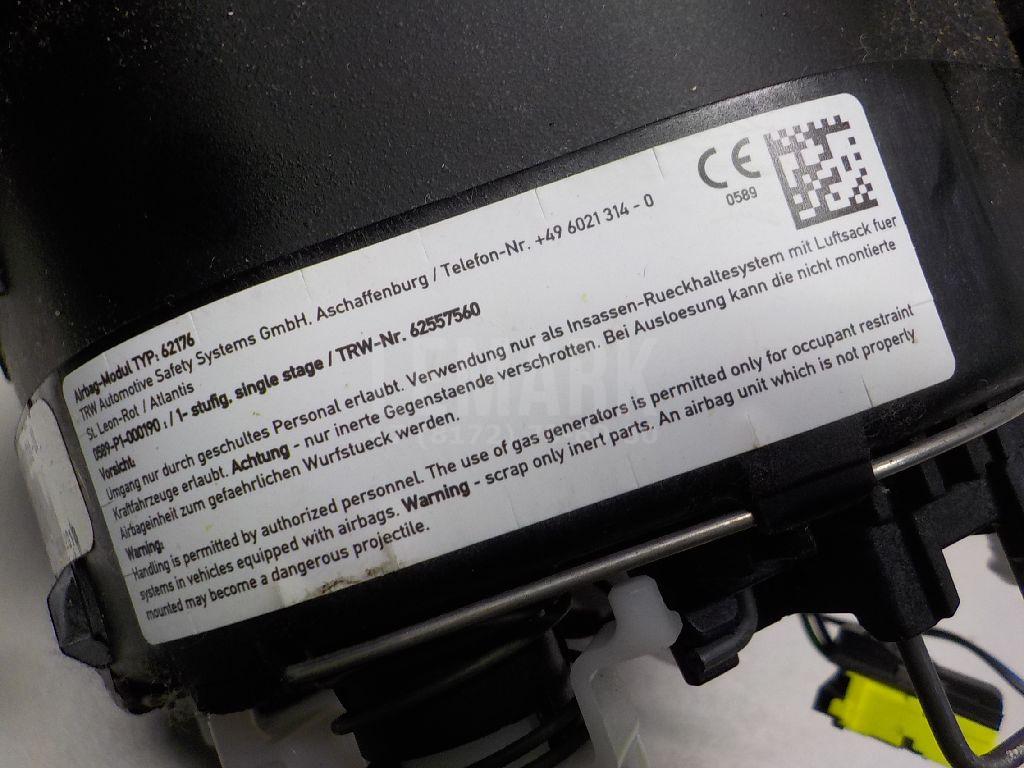 CE
0589
Airbag-Modul TYP: 62176
TRW Automotive Safety Systems GmbH, Aschaffenburg / Telefon-Nr. +49 6021 314 - 0
St. Leon-Rot / Atlantis
0589-PI-000190 ; / 1- stufig, single stage / TRW-Nr. 62557560
Vorsicht:
Umgang nur durch geschultes Personal erlaubt. Verwendung nur als Insassen-Rueckhaltesystem mit Luftsack fuer
Kraftfahrzeuge erlaubt. Achtung - nur inerte Gegenstaende verschrotten. Bei Ausloesung kann die nicht montierte
Airbageinheit zum gefaehrlichen Wurfstueck werden.
Warning:
Handling is permitted by authorized personnel. The use of gas generators is permitted only for occupant restraint
systems in vehicles equipped with airbags. Warning - scrap only inert parts. An airbag unit which is not properly
mounted may become a dangerous projectile.
LEMARK